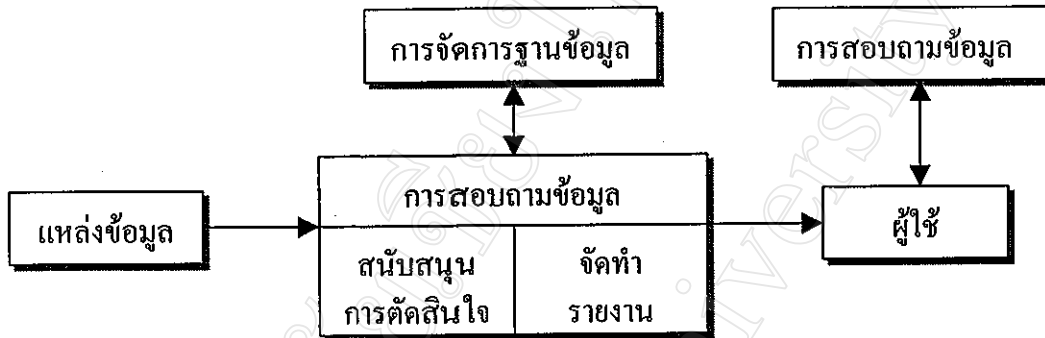 การจัดการฐานข้อมูล
การสอบถามข้อมูล
การสอบถามข้อมูล
แหล่งข้อมูล
ผู้ใช้
สนับสนุน
การตัดสินใจ
จัดทำ
รายงาน
versity